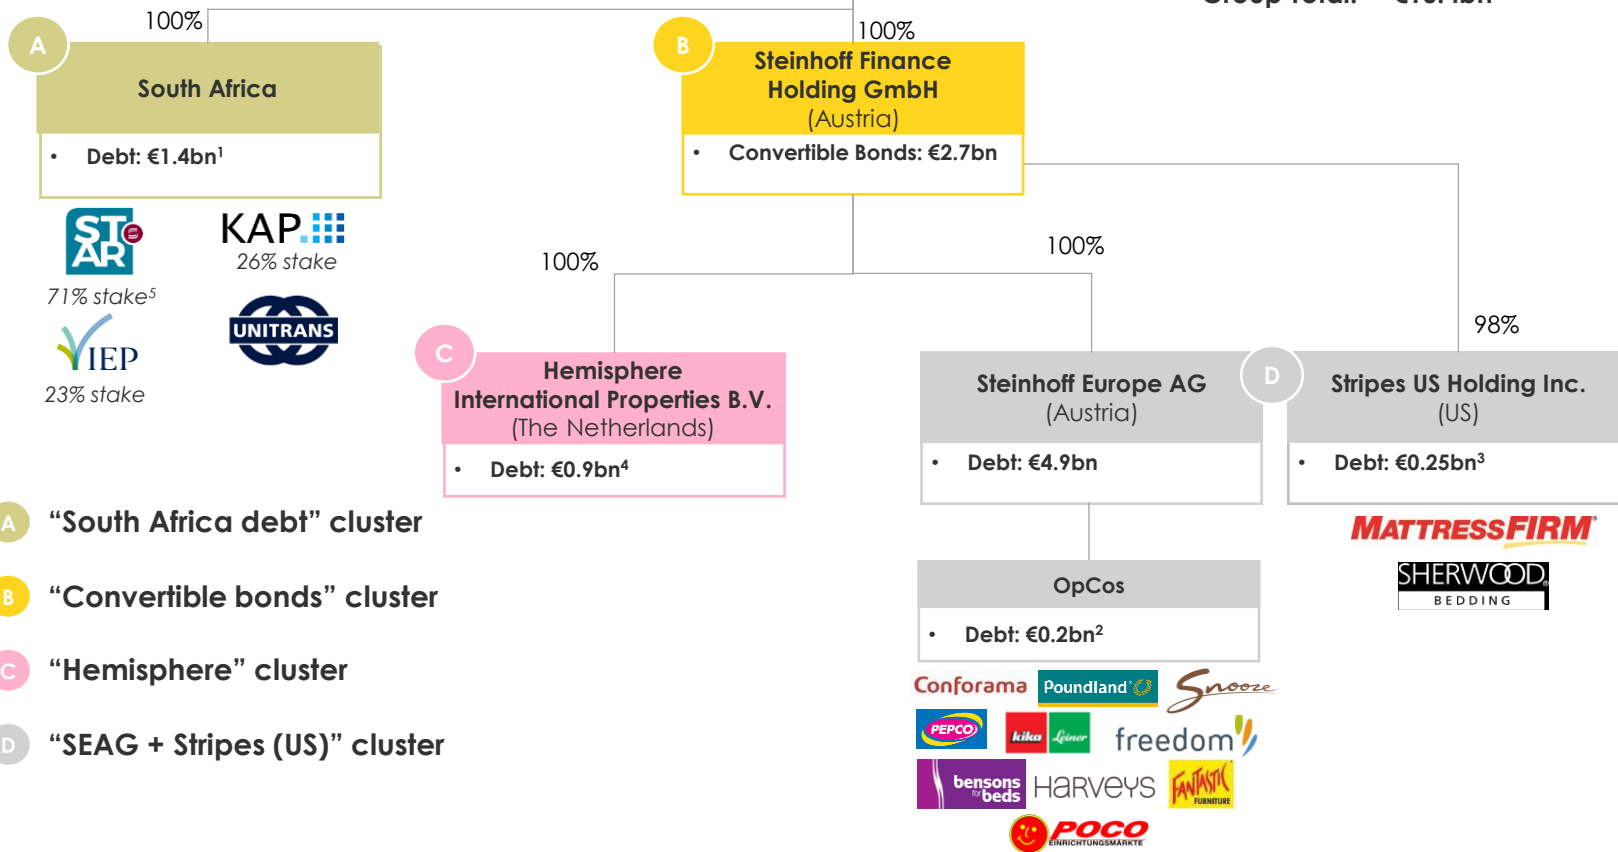 Group Total:
100%
100%
A
South Africa
• Debt: €1.4bn1
B
Steinhoff Finance
Holding GmbH
(Austria)
• Convertible Bonds: €2.7bn
STAR
71% stake5
KAP
26% stake
IEP
23% stake
UNITRANS
100%
100%
98%
C
Hemisphere
International Properties B.V.
(The Netherlands)
• Debt: €0.9bn4
Steinhoff Europe AG
(Austria)
• Debt: €4.9bn
D
Stripes US Holding Inc.
(US)
• Debt: €0.25bn3
MATTRESSFIRM
SHERWOOD
BEDDING
OpCos
• Debt: €0.2bn2
Conforama Poundland Snooze
PEPCO kika Leiner freedom
bensons for beds HARVEYS FANTASTIC FURNITURE
POCO
EINRICHTUNGSMÄRKTE
A “South Africa debt” cluster
B “Convertible bonds” cluster
C “Hemisphere” cluster
D “SEAG + Stripes (US)” cluster